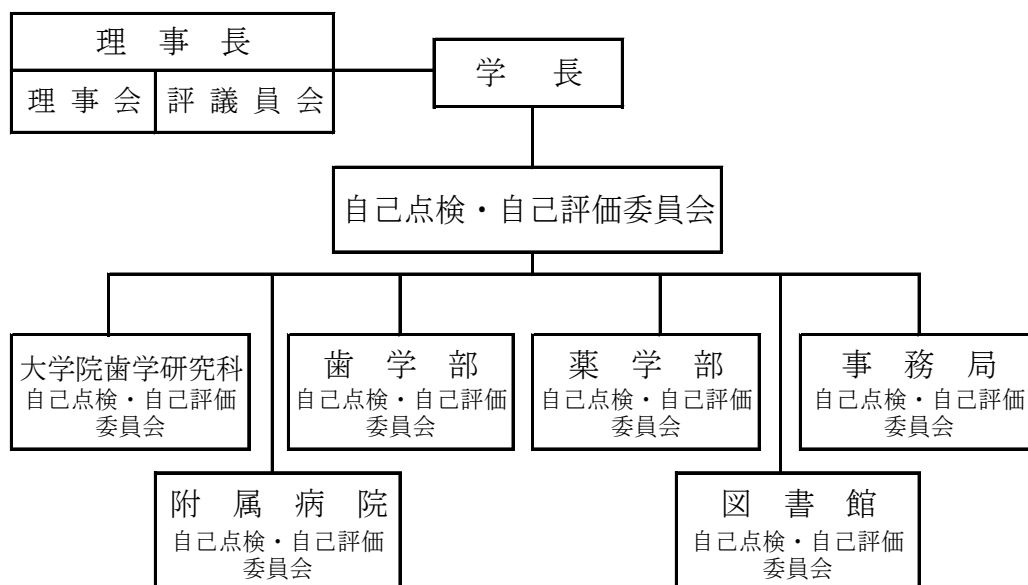 理事長
理事会
評議員会
学長
自己点検・自己評価委員会
大学院歯学研究科
自己点検・自己評価
委員会
歯学部
自己点検・自己評価
委員会
薬学部
自己点検・自己評価
委員会
事務局
自己点検・自己評価
委員会
附属病院
自己点検・自己評価
委員会
図書館
自己点検・自己評価
委員会